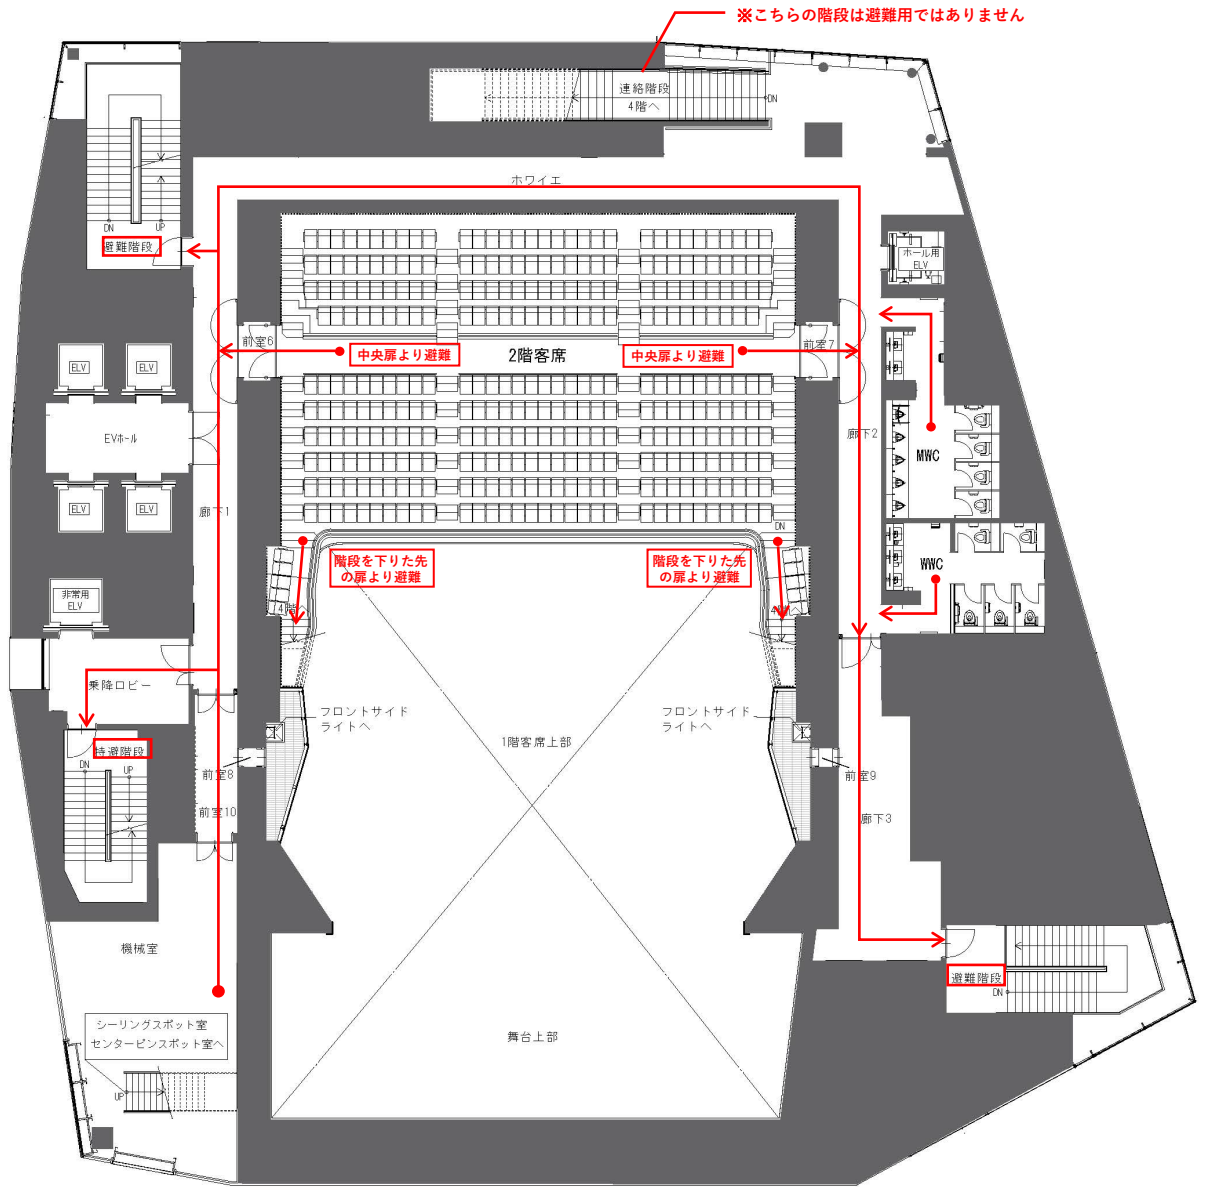 ※こちらの階段は避難用ではありません
連絡階段
4階へ
DN
ホワイエ
DN
UP
避難階段
ホール用
ELV
前室6
中央扉より避難
2階客席
中央扉より避難
前室7
ELV
ELV
EVホール
廊下2
MWC
ELV
ELV
廊下1
DN
階段を下りた先
の扉より避難
階段を下りた先
の扉より避難
WWC
非常用
ELV
4階へ
4階へ
乗降ロビー
フロントサイド
ライトへ
フロントサイド
ライトへ
1階客席上部
特避階段
DN
UP
前室8
前室9
前室10
廊下3
機械室
避難階段
DN
シーリングスポット室
センターピンスポット室へ
舞台上部
UP